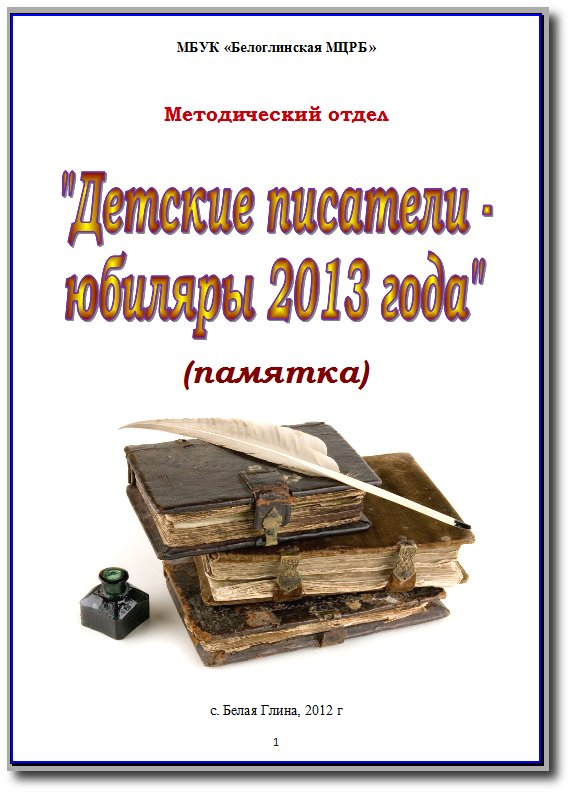 МБУК «Белоглинская МЦРБ»
Методический отдел
"Детские писатели -
юбиляры 2013 года"
(памятка)
с. Белая Глина, 2012 г
1